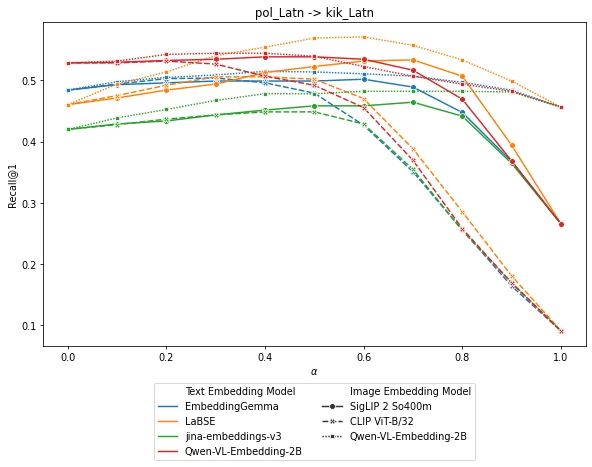 pol_Latn -> kik_Latn
Recall@1
0.5
0.4
0.3
0.2
0.1
0.0 0.2 0.4 0.6 0.8 1.0
α
Text Embedding Model Image Embedding Model
EmbeddingGemma SigLIP 2 So400m
LaBSE CLIP ViT-B/32
jina-embeddings-v3 Qwen-VL-Embedding-2B
Qwen-VL-Embedding-2B